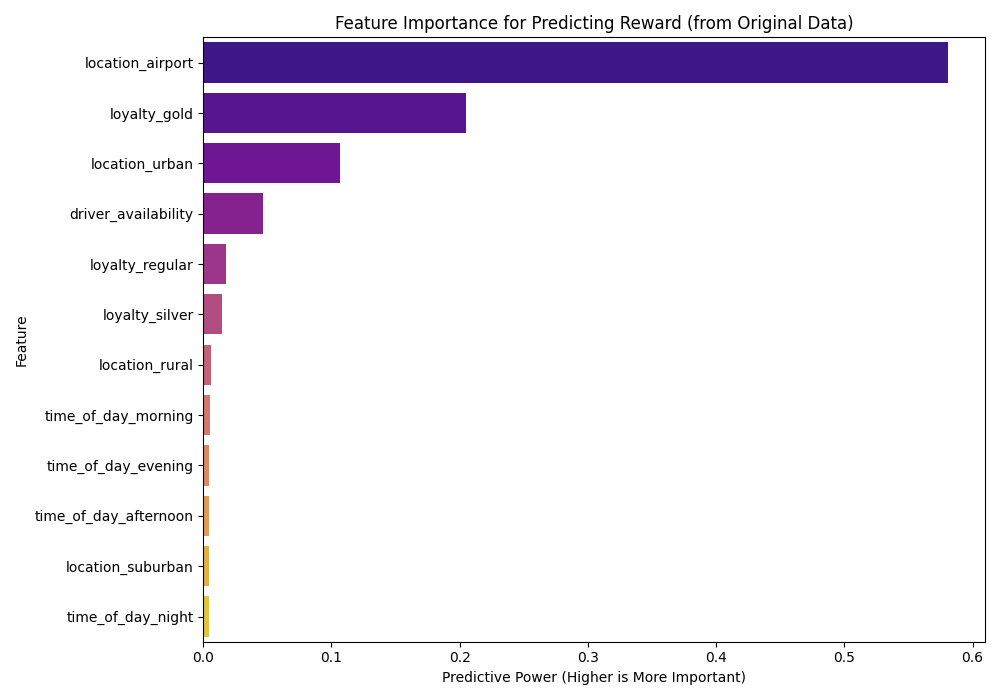 Feature Importance for Predicting Reward (from Original Data)
location_airport
loyalty_gold
location_urban
driver_availability
loyalty_regular
loyalty_silver
location_rural
time_of_day_morning
time_of_day_evening
time_of_day_afternoon
location_suburban
time_of_day_night
Feature
0.0 0.1 0.2 0.3 0.4 0.5 0.6
Predictive Power (Higher is More Important)